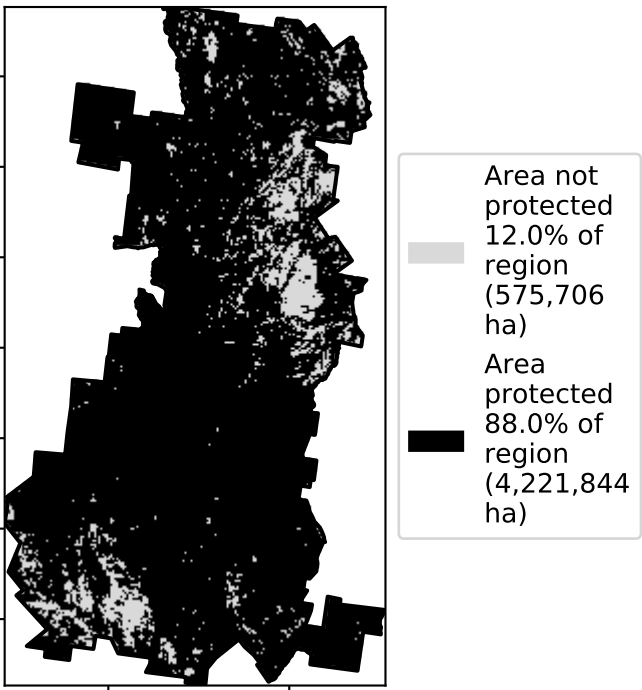 Area not
protected
12.0% of
region
(575,706
ha)
Area
protected
88.0% of
region
(4,221,844
ha)